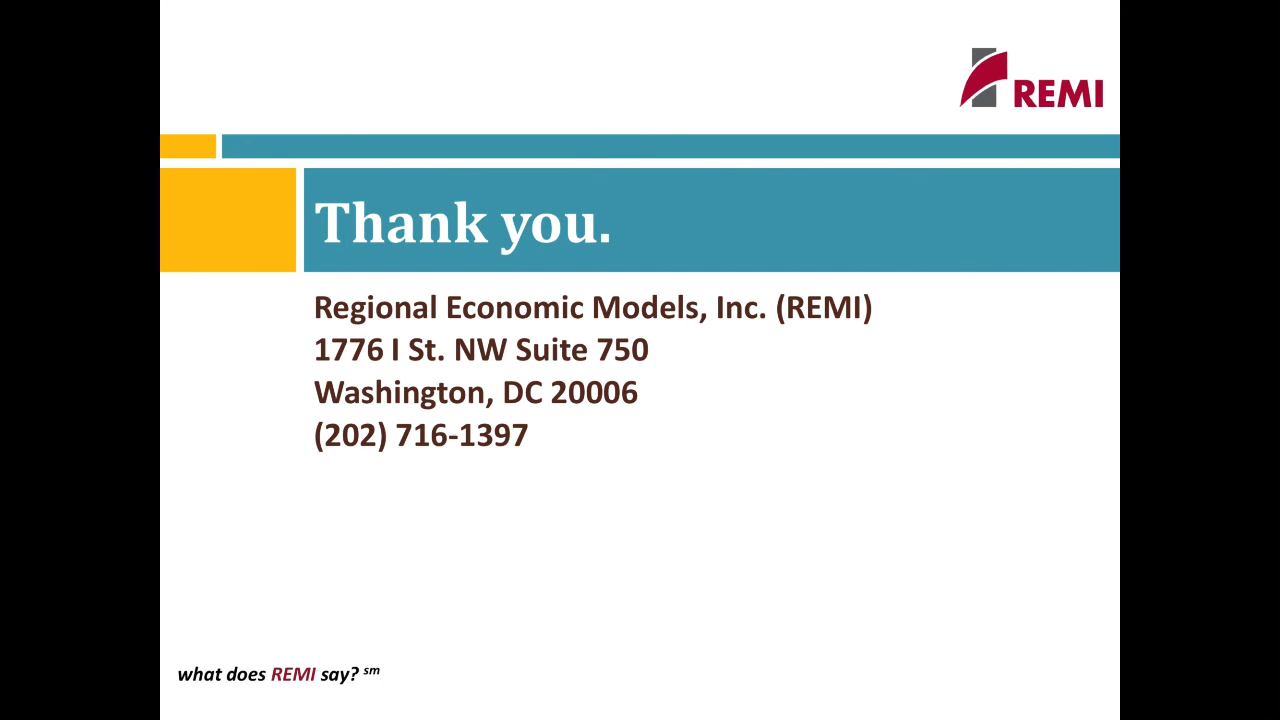 REMI
Thank you.
Regional Economic Models, Inc. (REMI)
1776 I St. NW Suite 750
Washington, DC 20006
(202) 716-1397
what does REMI say? sm